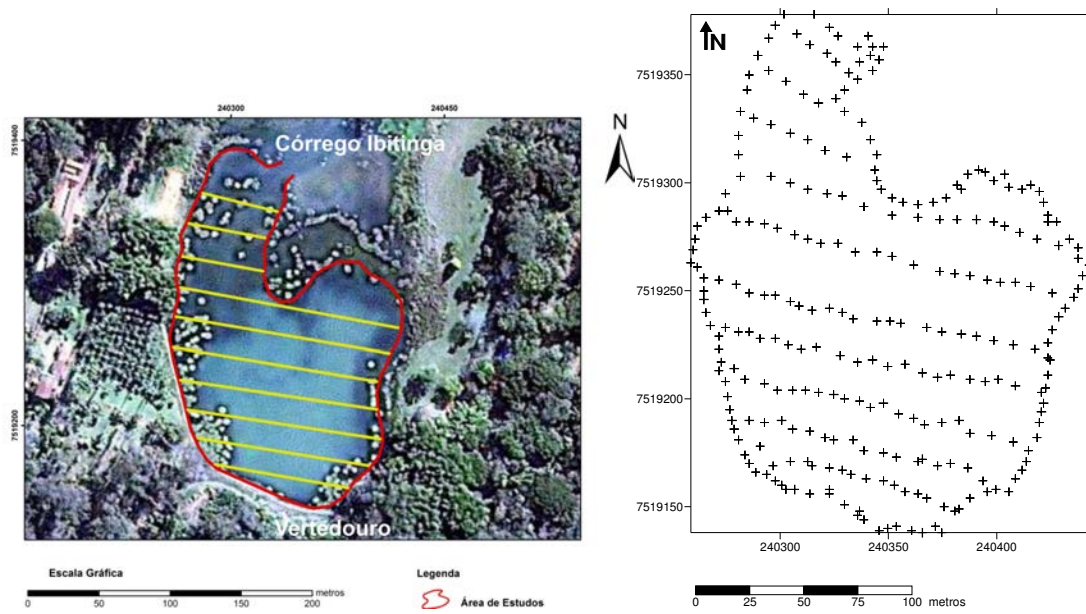 240300 240450
7519400
Córrego Ibitinga
7519200
Vertedouro
Escala Gráfica
0 50 100 150 200 metros
Legenda
Área de Estudos
N
N
7519350
7519300
7519250
7519200
7519150
240300 240350 240400
0 25 50 75 100 metros